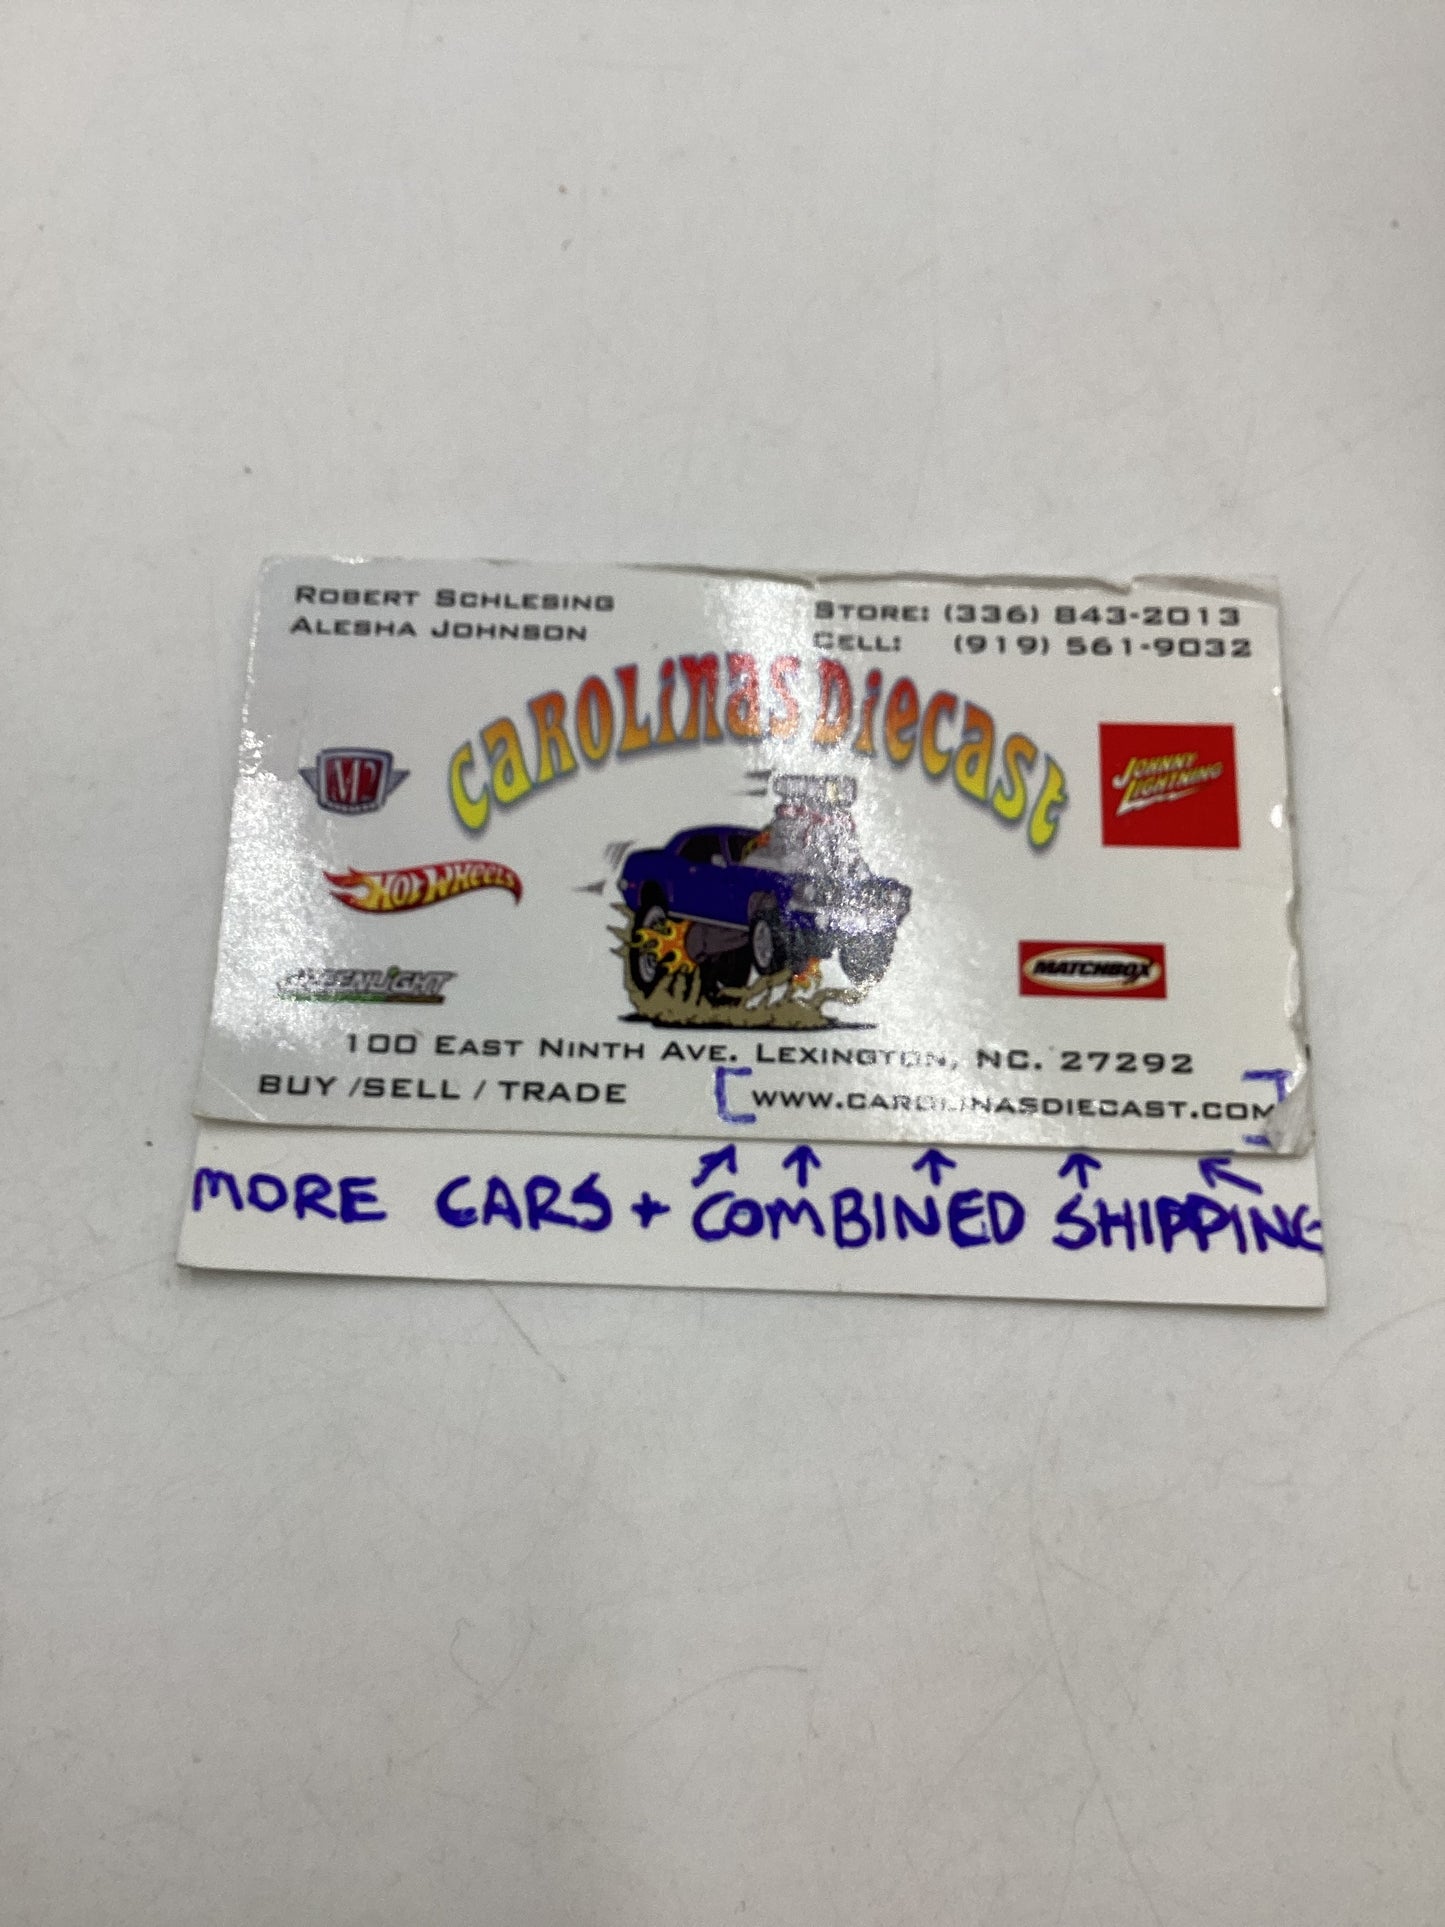 ROBERT SCHLESING
ALESHA JOHNSON
STORE: (336) 843-2013
CELL: (919) 561-9032
CAROLINAS DIECAST
M2
JOHNNY
LIGHTNING
HOT WHEELS
MATCHBOX
GREENLIGHT
100 EAST NINTH AVE. LEXINGTON, NC. 27292
BUY /SELL / TRADE
[WWW.CAROLINASDIECAST.COM]
MORE CARS + COMBINED SHIPPING